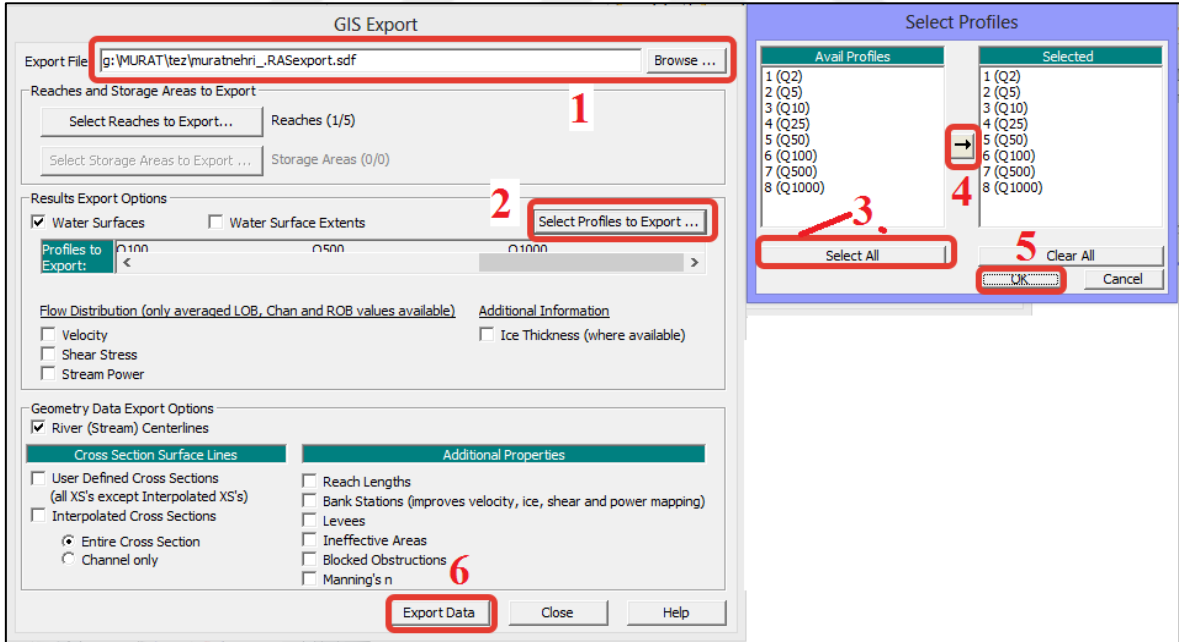 GIS Export
Export File g:\MURAT\tez\muratnehri_.RASexport.sdf Browse ...
1
Reaches and Storage Areas to Export
Select Reaches to Export... Reaches (1/5)
Select Storage Areas to Export ... Storage Areas (0/0)
Results Export Options
2
Water Surfaces Water Surface Extents Select Profiles to Export ...
Profiles to Export: Q100 Q500 Q1000
Flow Distribution (only averaged LOB, Chan and ROB values available) Additional Information
Velocity Ice Thickness (where available)
Shear Stress
Stream Power
Geometry Data Export Options
River (Stream) Centerlines
Cross Section Surface Lines Additional Properties
User Defined Cross Sections
(all XS's except Interpolated XS's)
Interpolated Cross Sections
Entire Cross Section
Channel only
Reach Lengths
Bank Stations (improves velocity, ice, shear and power mapping)
Levees
Ineffective Areas
Blocked Obstructions
Manning's n
6
Export Data Close Help
Select Profiles
Avail Profiles Selected
1 (Q2) 1 (Q2)
2 (Q5) 2 (Q5)
3 (Q10) 3 (Q10)
4 (Q25) 4 (Q25)
5 (Q50) 5 (Q50)
6 (Q100) 6 (Q100)
7 (Q500) 7 (Q500)
8 (Q1000) 8 (Q1000)
4
3
5
Select All Clear All
OK Cancel